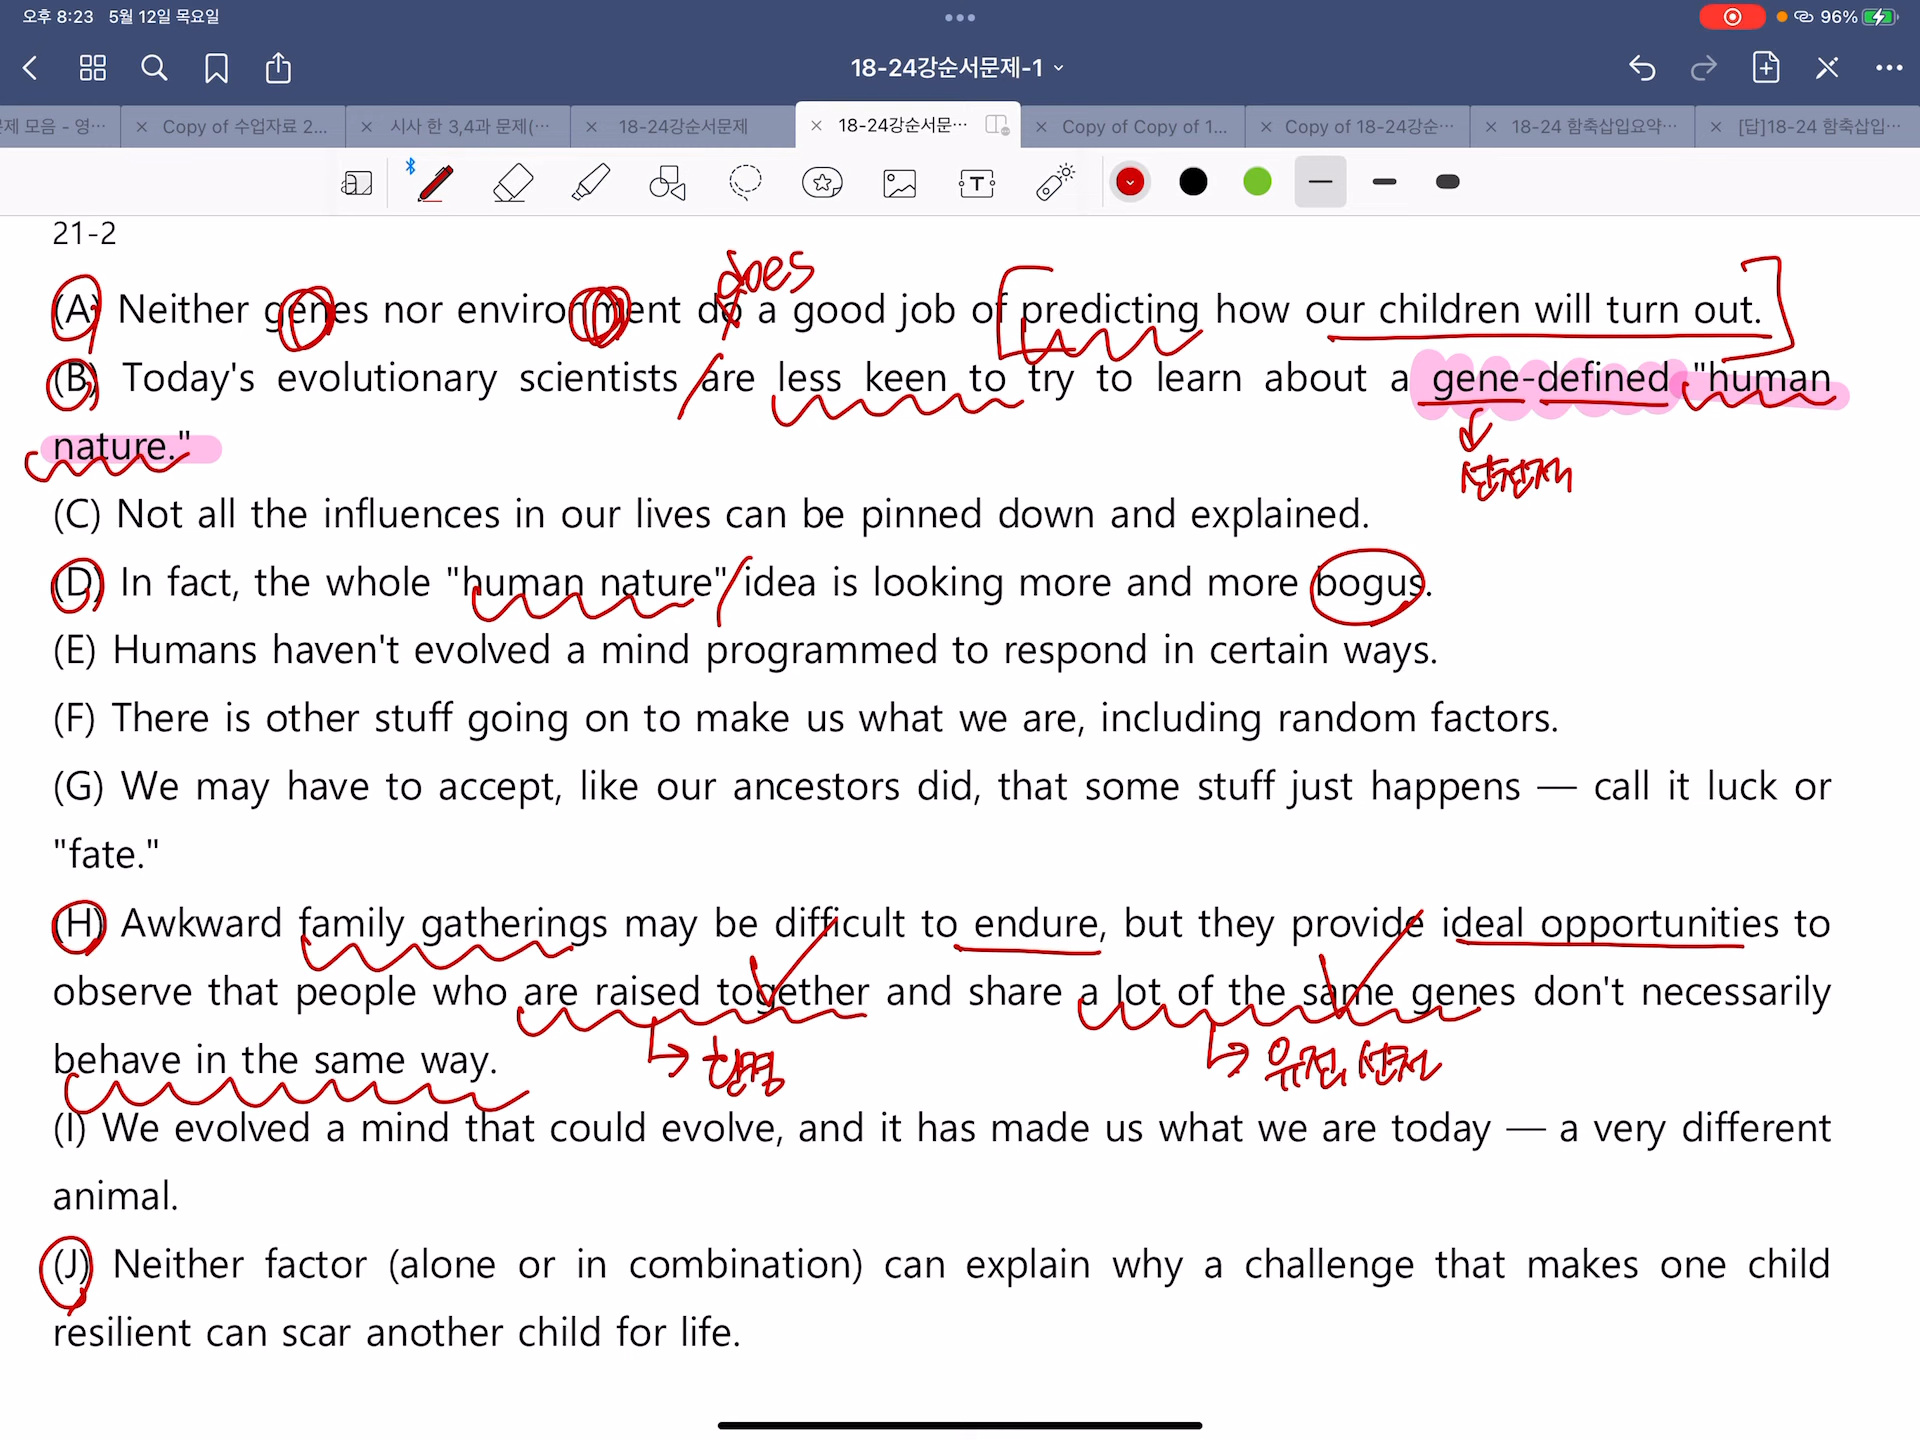 오후 8:23 5월 12일 목요일
96%
18-24강순서문제-1
제 모음 - 영…
Copy of 수업자료 2...
시사 한 3,4과 문제(…
18-24강순서문제
18-24강순서문…
Copy of Copy of 1...
Copy of 18-24강순…
18-24 함축삽입요약…
[답]18-24 함축삽입…
21-2
does
(A) Neither genes nor environment do a good job of predicting how our children will turn out.
(B) Today's evolutionary scientists are less keen to try to learn about a gene-defined "human
nature."
선천적
(C) Not all the influences in our lives can be pinned down and explained.
(D) In fact, the whole "human nature" idea is looking more and more bogus.
(E) Humans haven't evolved a mind programmed to respond in certain ways.
(F) There is other stuff going on to make us what we are, including random factors.
(G) We may have to accept, like our ancestors did, that some stuff just happens — call it luck or
"fate."
(H) Awkward family gatherings may be difficult to endure, but they provide ideal opportunities to
observe that people who are raised together and share a lot of the same genes don't necessarily
behave in the same way.
환경
유전, 선천
(I) We evolved a mind that could evolve, and it has made us what we are today — a very different
animal.
(J) Neither factor (alone or in combination) can explain why a challenge that makes one child
resilient can scar another child for life.